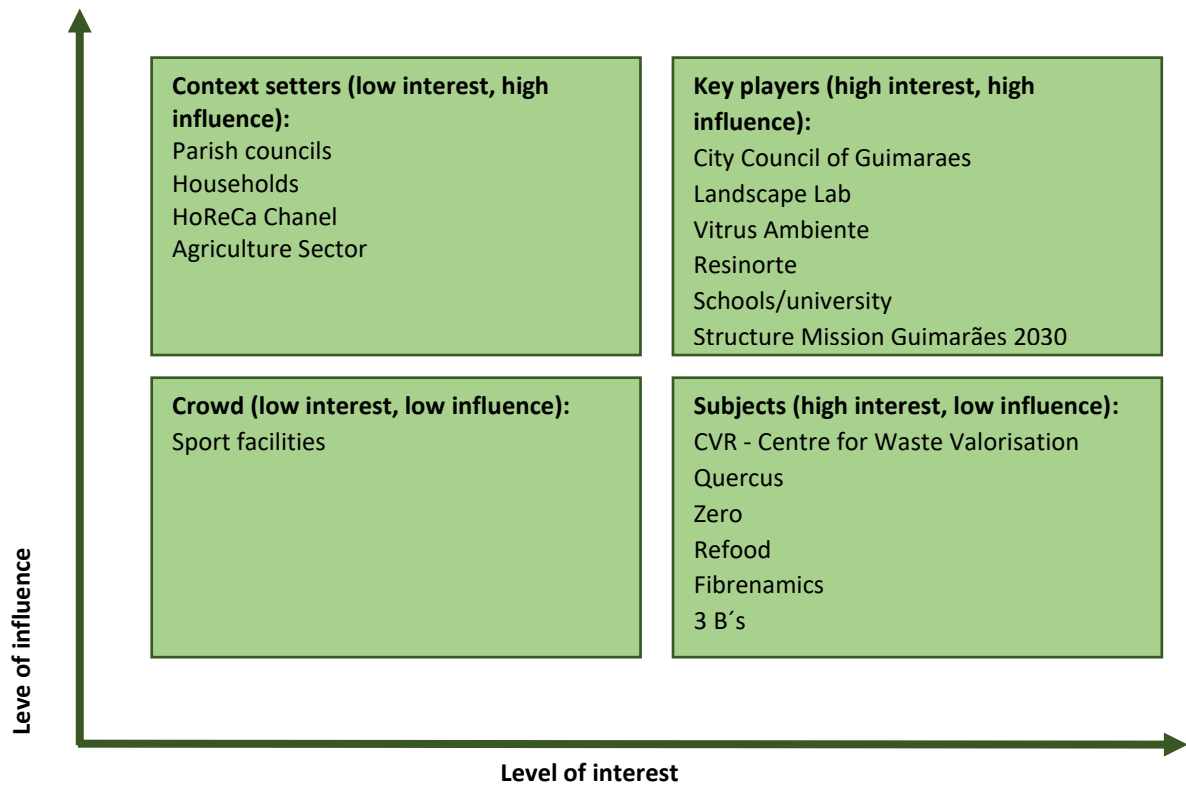 Context setters (low interest, high
influence):
Parish councils
Households
HoReCa Chanel
Agriculture Sector
Key players (high interest, high
influence):
City Council of Guimaraes
Landscape Lab
Vitrus Ambiente
Resinorte
Schools/university
Structure Mission Guimarães 2030
Crowd (low interest, low influence):
Sport facilities
Subjects (high interest, low influence):
CVR - Centre for Waste Valorisation
Quercus
Zero
Refood
Fibrenamics
3 B´s
Leve of influence
Level of interest